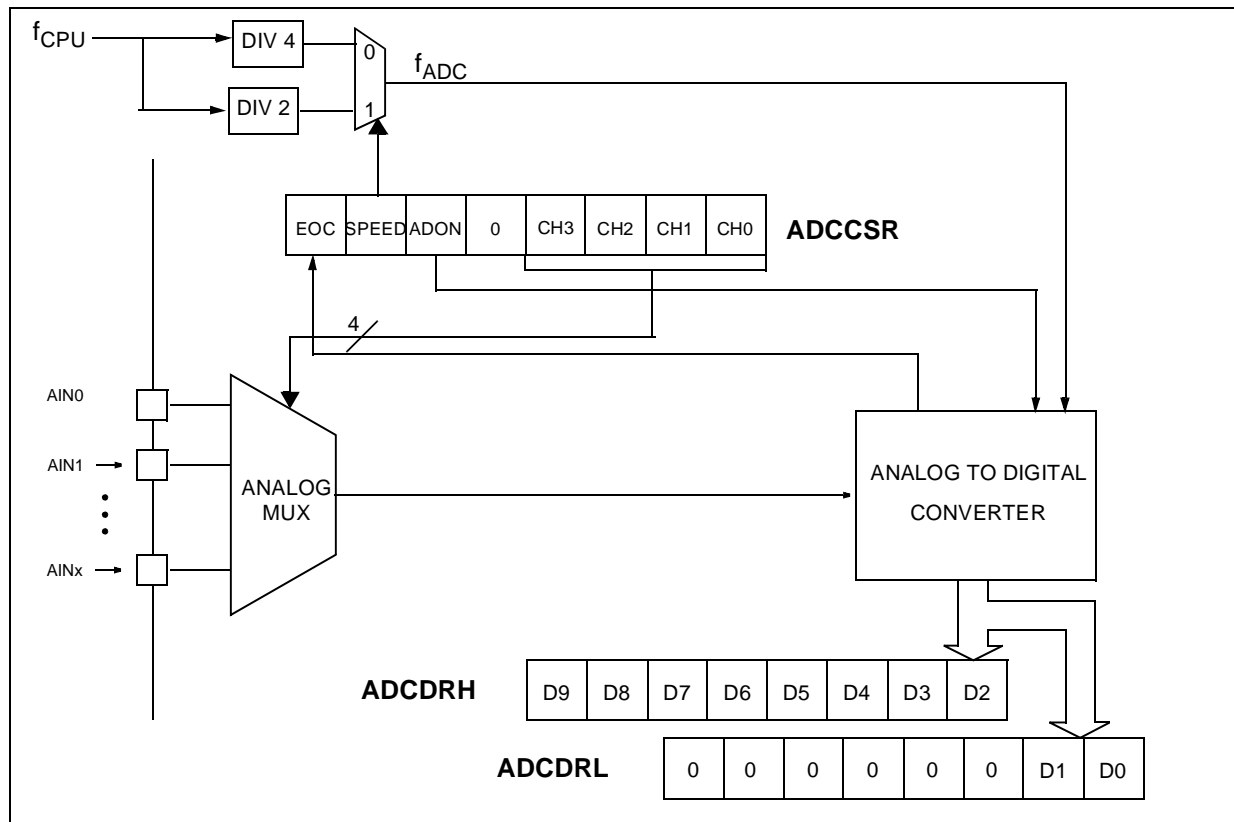 fCPU
DIV 4
0
fADC
DIV 2
1
EOC SPEED ADON 0 CH3 CH2 CH1 CH0 ADCCSR
4
AIN0
AIN1
ANALOG
MUX
ANALOG TO DIGITAL
CONVERTER
AINx
ADCDRH D9 D8 D7 D6 D5 D4 D3 D2
ADCDRL 0 0 0 0 0 0 D1 D0